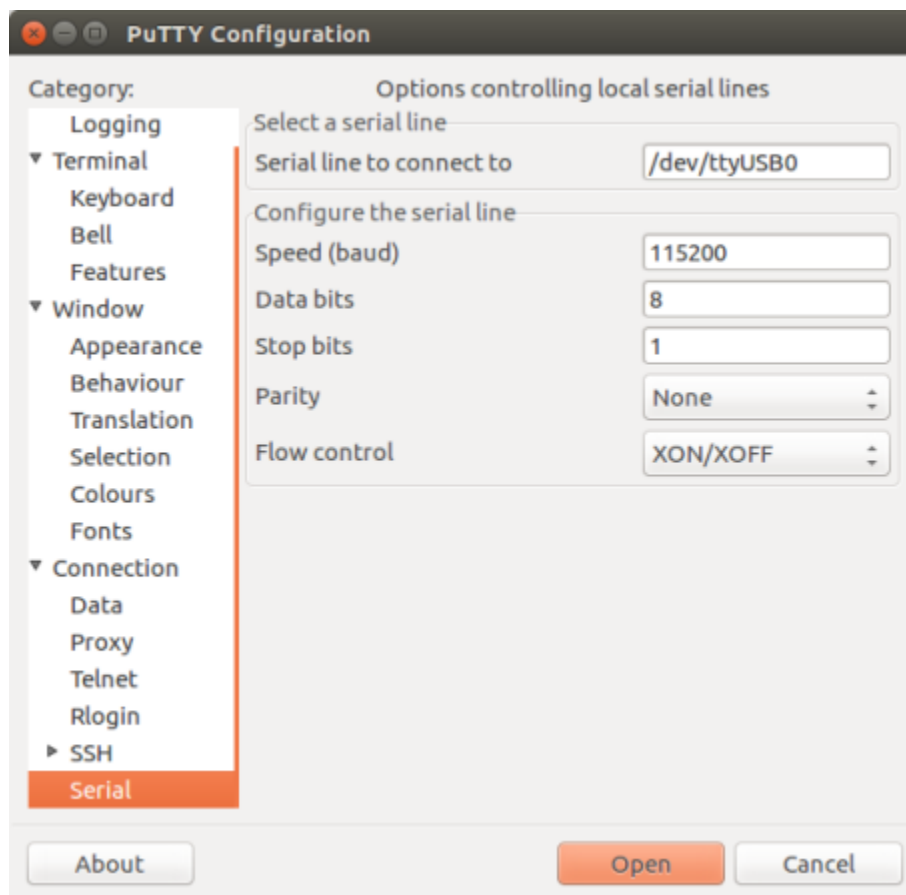 PuTTY Configuration
Category:
Logging
Terminal
Keyboard
Bell
Features
Window
Appearance
Behaviour
Translation
Selection
Colours
Fonts
Connection
Data
Proxy
Telnet
Rlogin
SSH
Serial
Options controlling local serial lines
Select a serial line
Serial line to connect to /dev/ttyUSB0
Configure the serial line
Speed (baud) 115200
Data bits 8
Stop bits 1
Parity None
Flow control XON/XOFF
About Open Cancel